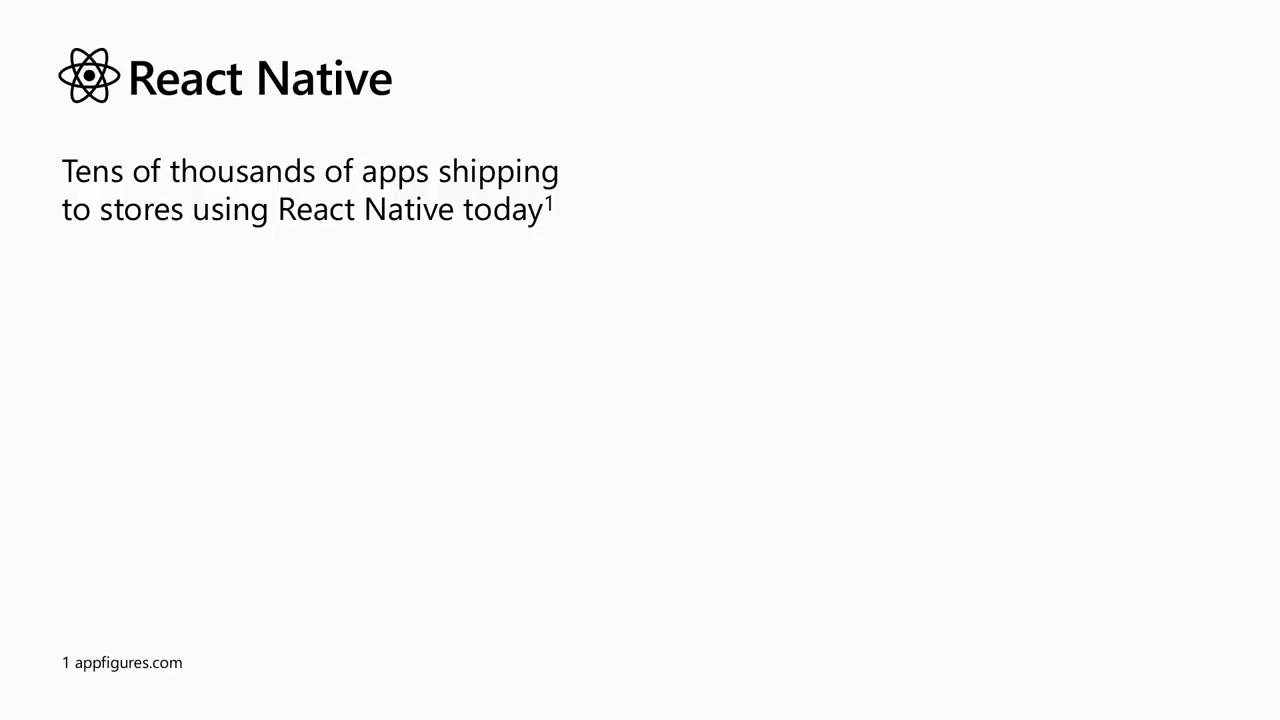 React Native
Tens of thousands of apps shipping
to stores using React Native today¹
1 appfigures.com